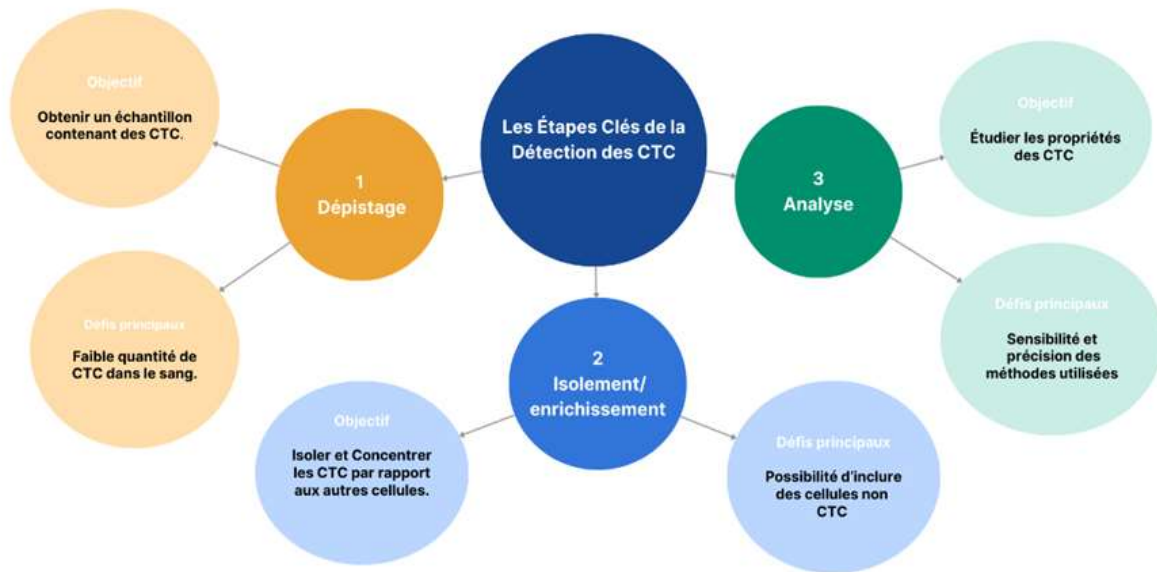 Les Étapes Clés de la
Détection des CTC
1
Dépistage
Objectif
Obtenir un échantillon
contenant des CTC.
Défis principaux
Faible quantité de
CTC dans le sang.
2
Isolement/
enrichissement
Objectif
Isoler et Concentrer
les CTC par rapport
aux autres cellules.
Défis principaux
Possibilité d'inclure
des cellules non
CTC
3
Analyse
Objectif
Étudier les propriétés
des CTC
Défis principaux
Sensibilité et
précision des
méthodes utilisées